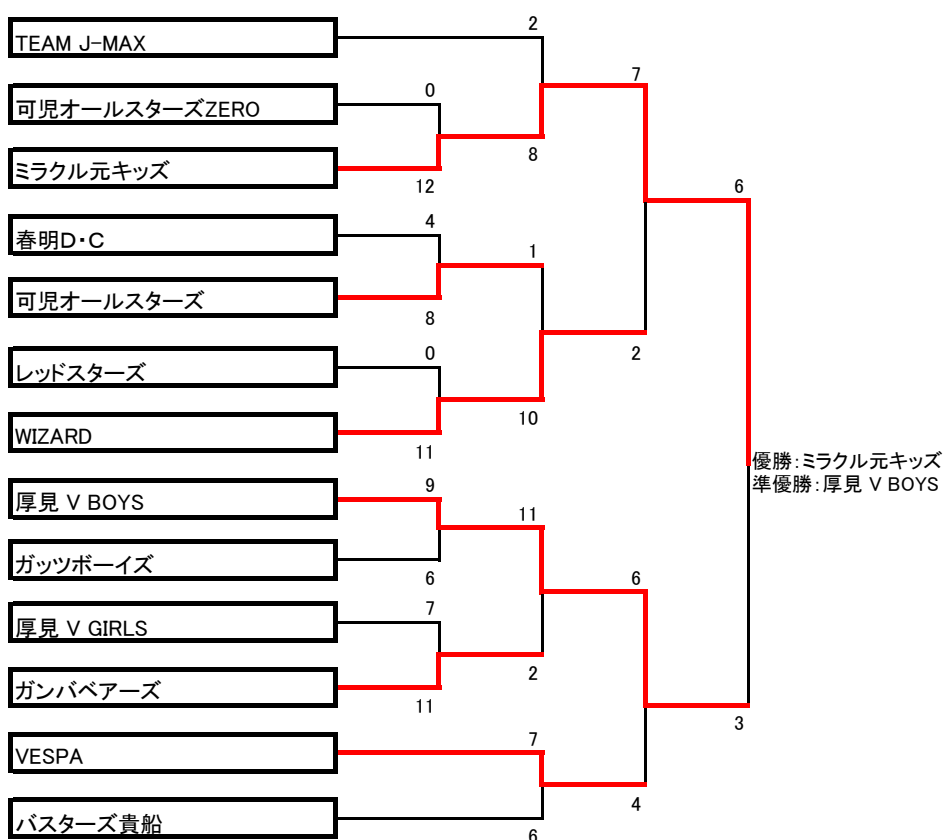 TEAM J-MAX
2
7
可児オールスターズZERO
0
8
ミラクル元キッズ
12
6
春明D・C
4
1
可児オールスターズ
8
2
レッドスターズ
0
10
WIZARD
11
優勝:ミラクル元キッズ
準優勝:厚見 V BOYS
厚見 V BOYS
9
11
ガッツボーイズ
6
6
厚見 V GIRLS
7
2
ガンバベアーズ
11
3
VESPA
7
4
バスターズ貴船
6